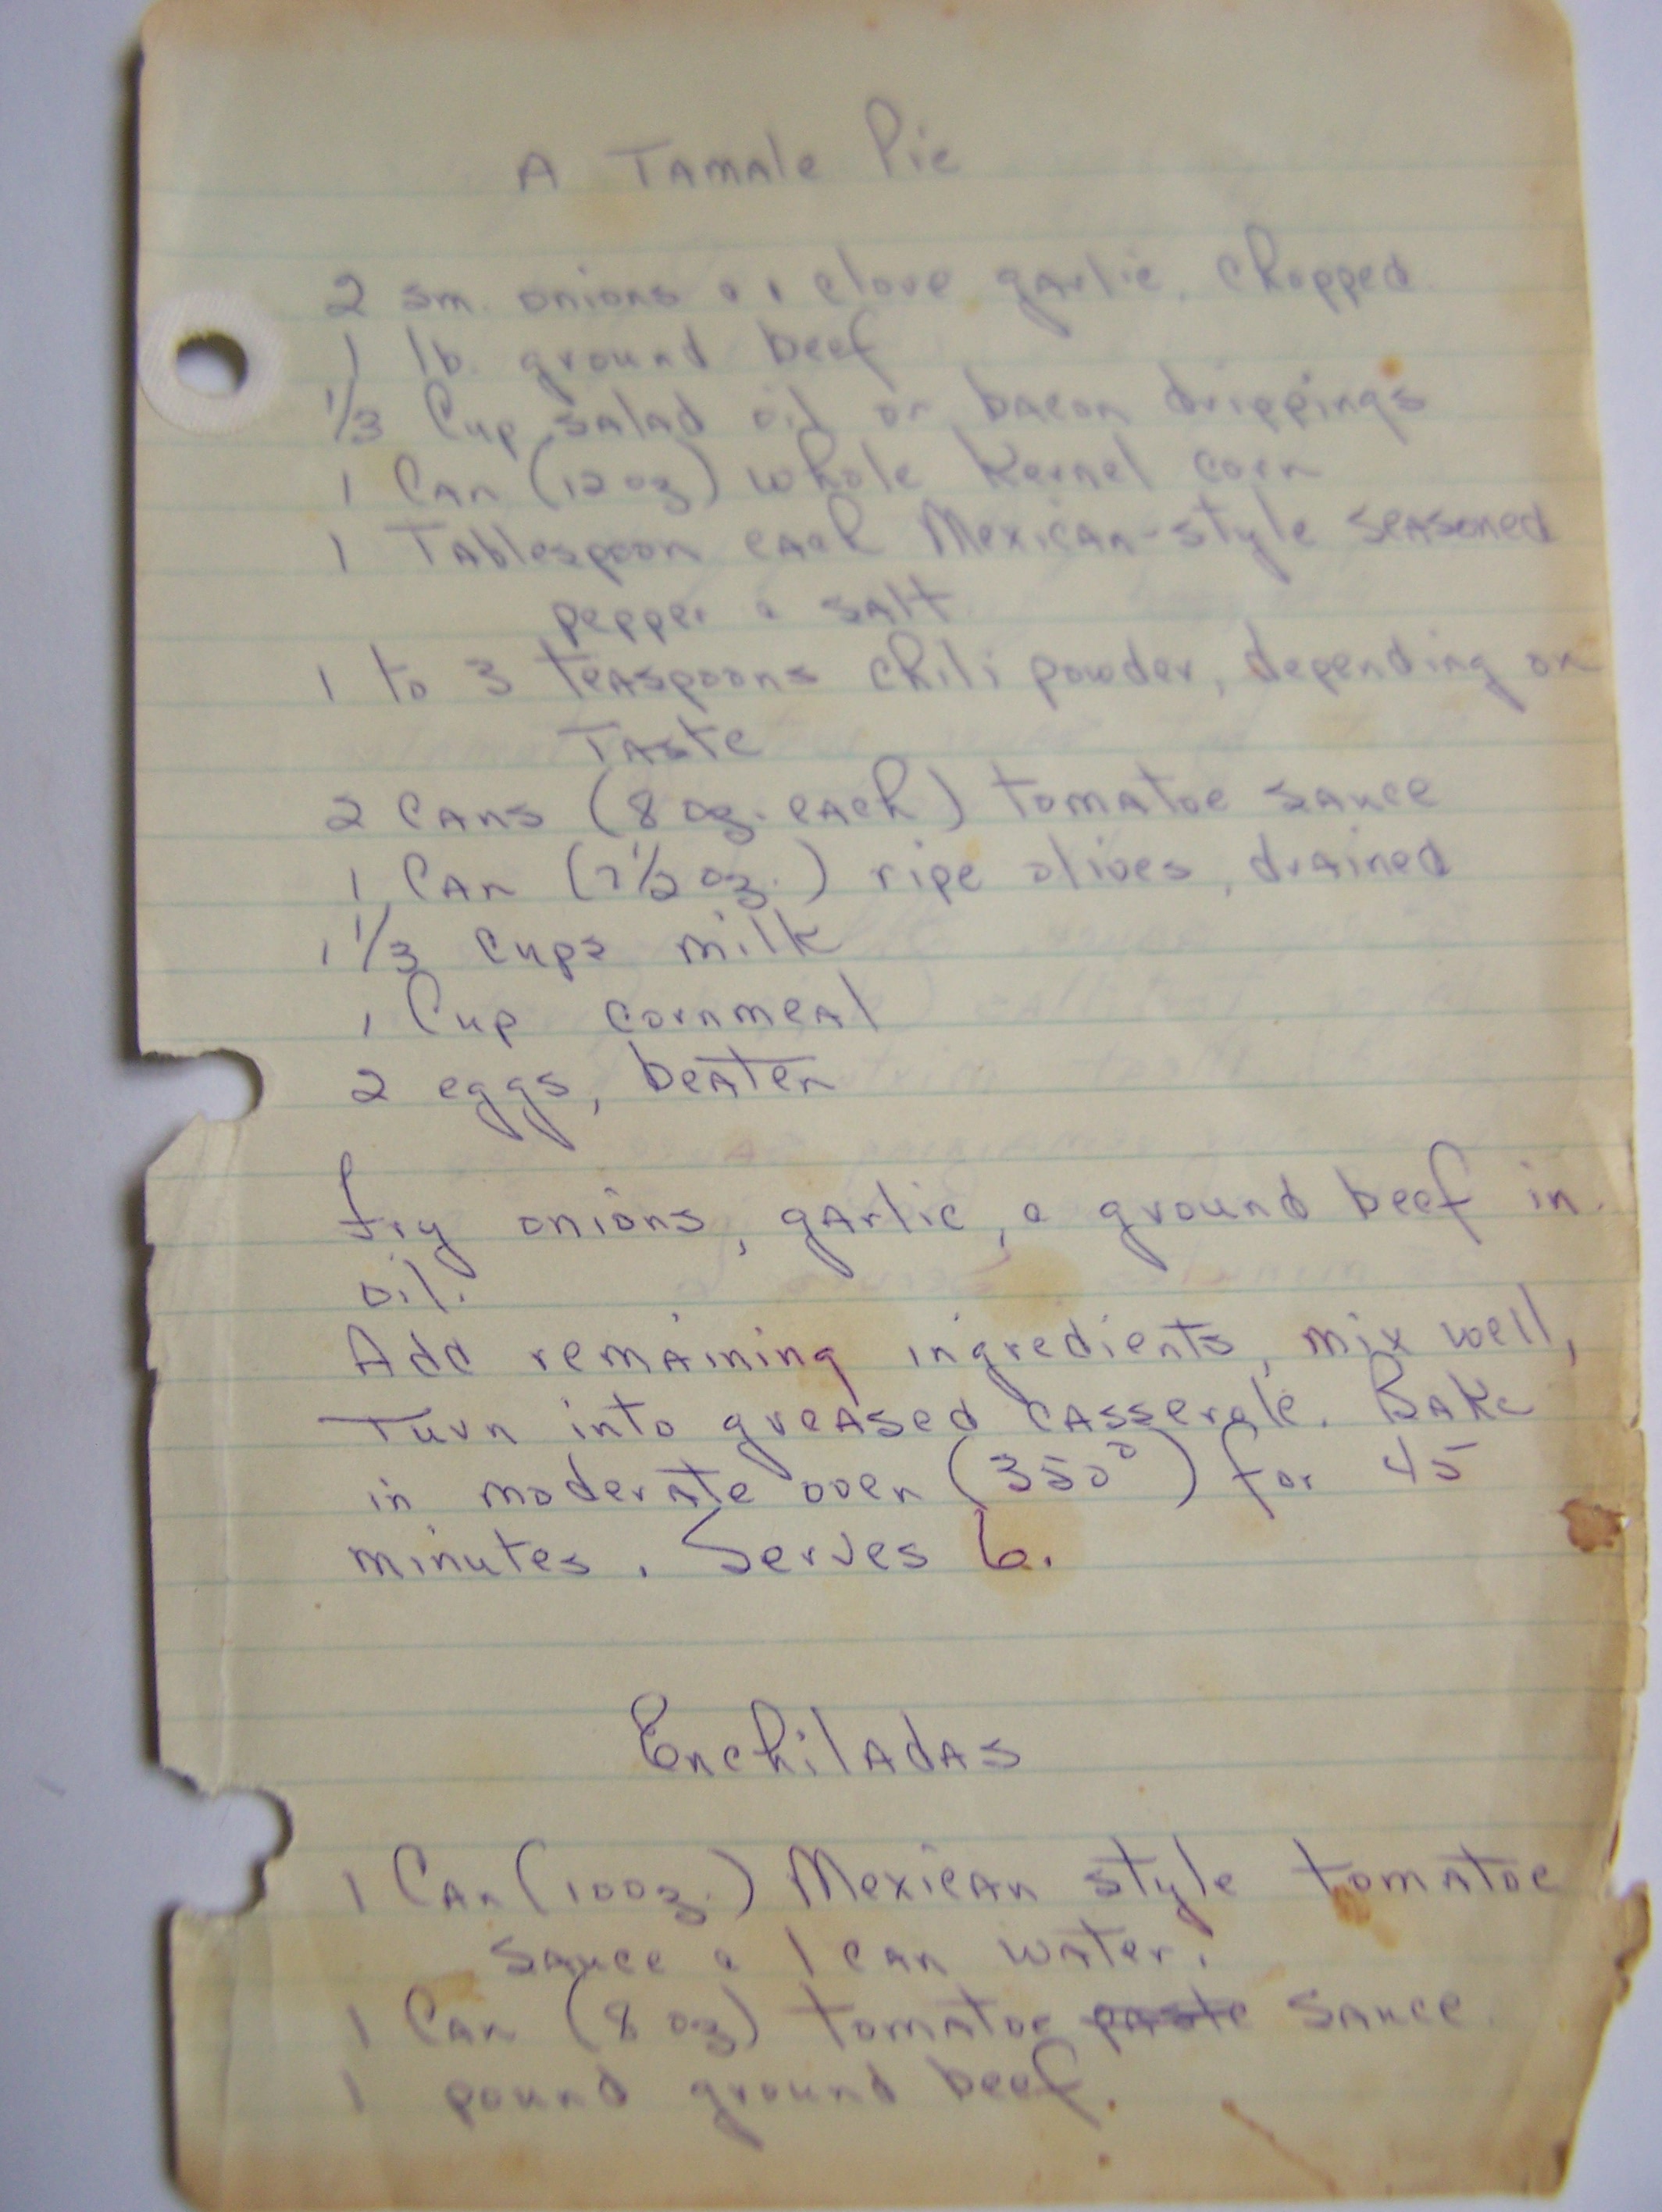 A Tamale Pie
2 sm. onions & 1 clove garlic, chopped
1 lb. ground beef
1/3 Cup salad oil or bacon drippings
1 Can (12 oz) whole Kernel corn
1 Tablespoon each Mexican-style seasoned
pepper & salt
1 to 3 teaspoons chili powder, depending on
Taste
2 Cans (8 oz. each) tomatoe sauce
1 Can (7 1/2 oz.) ripe olives, drained
1 1/3 Cups milk
1 Cup cornmeal
2 eggs, beaten
Fry onions, garlic, & ground beef in
oil.
Add remaining ingredients, mix well,
Turn into greased casserole. Bake
in moderate oven (350°) for 45
minutes. Serves 6.
Enchiladas
1 Can (10 oz.) Mexican style tomatoe
sauce & 1 can water.
1 Can (8 oz) tomatoe paste sauce.
1 pound ground beef.